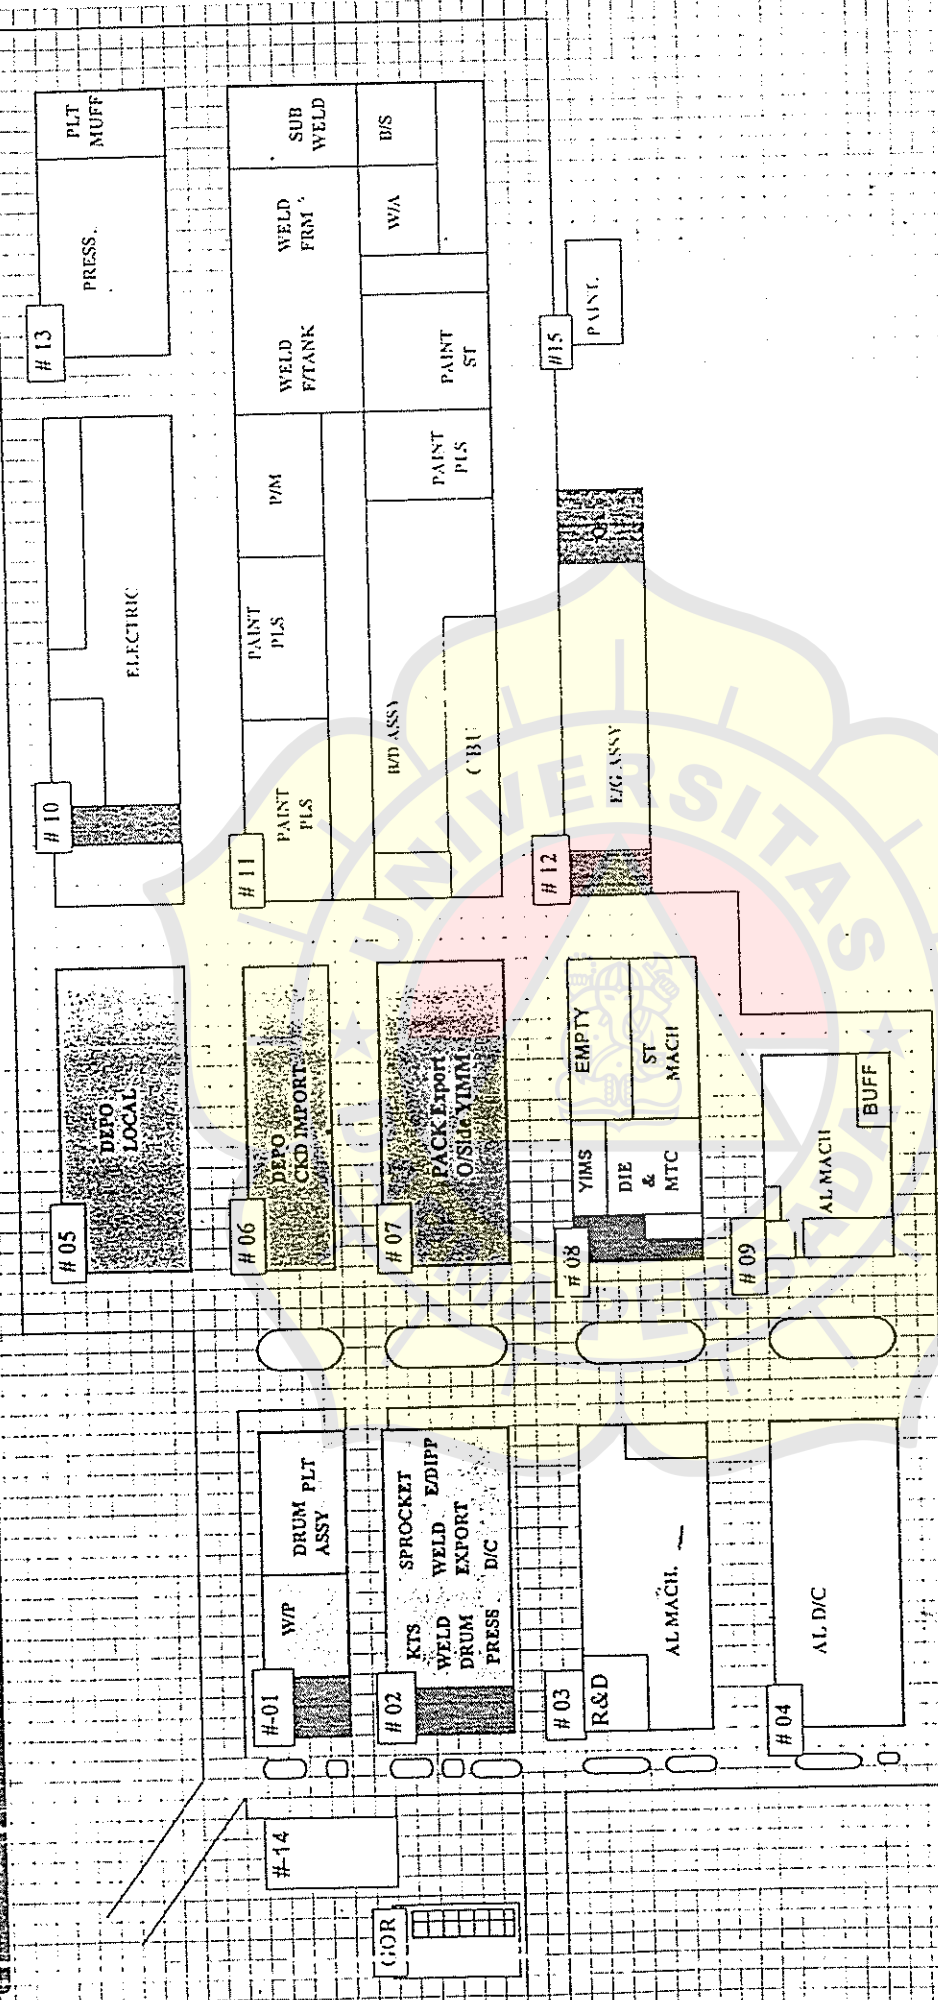 # 13
PRESS.
PLT
MUFF
# 10
ELECTRIC
# 05
DEPO
LOCAL
# 11
PAINT
PLS
PAINT
PLS
P/M
WELD
F/TANK
WELD
FRM
SUB
WELD
B/D ASSY
CBU
PAINT
PLS
PAINT
ST
W/A
B/S
# 06
DEPO
CKD IMPORT
# 07
PACK Export
O/Side YIMM
# 12
E/G ASSY
#15
PAINT.
# 08
YIMS
DIE
&
MTC
EMPTY
ST
MACH
# 09
AL MACH
BUFF
#-01
W/P
DRUM PLT
ASSY
# 02
KTS SPROCKET
WELD WELD E/DIPP
DRUM EXPORT
PRESS D/C
# 03
R&D
AL MACH.
# 04
AL D/C
#-14
GOR
UNIVERSITAS
PERSADA